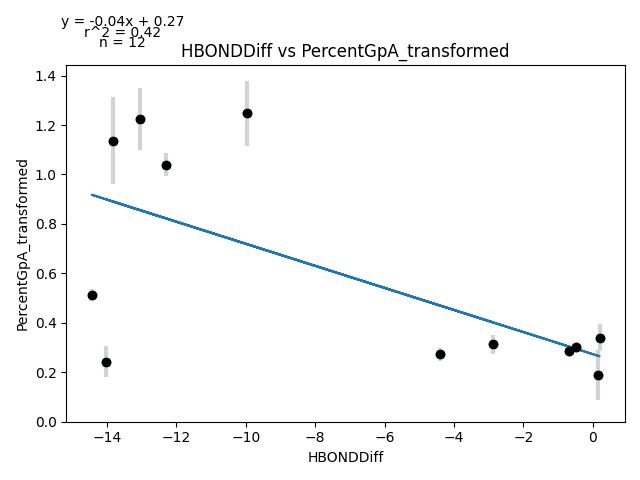 y = -0.04x + 0.27
r^2 = 0.42
n = 12
HBONDDiff vs PercentGpA_transformed
PercentGpA_transformed
1.4
1.2
1.0
0.8
0.6
0.4
0.2
0.0
−14
−12
−10
−8
−6
−4
−2
0
HBONDDiff